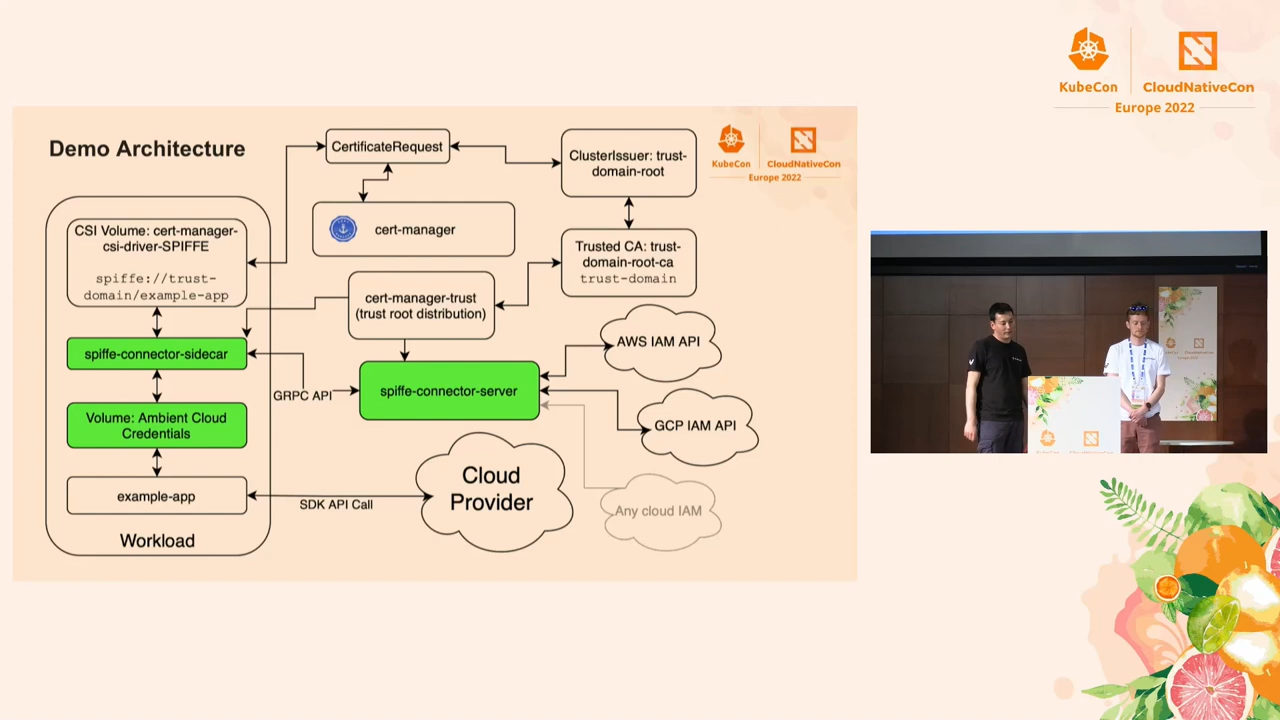 KubeCon
CloudNativeCon
Europe 2022
Demo Architecture
KubeCon
CloudNativeCon
Europe 2022
CertificateRequest
ClusterIssuer: trust-
domain-root
cert-manager
CSI Volume: cert-manager-
csi-driver-SPIFFE
spiffe://trust-
domain/example-app
Trusted CA: trust-
domain-root-ca
trust-domain
cert-manager-trust
(trust root distribution)
spiffe-connector-sidecar
GRPC API
spiffe-connector-server
AWS IAM API
GCP IAM API
Any cloud IAM
Volume: Ambient Cloud
Credentials
example-app
SDK API Call
Cloud
Provider
Workload